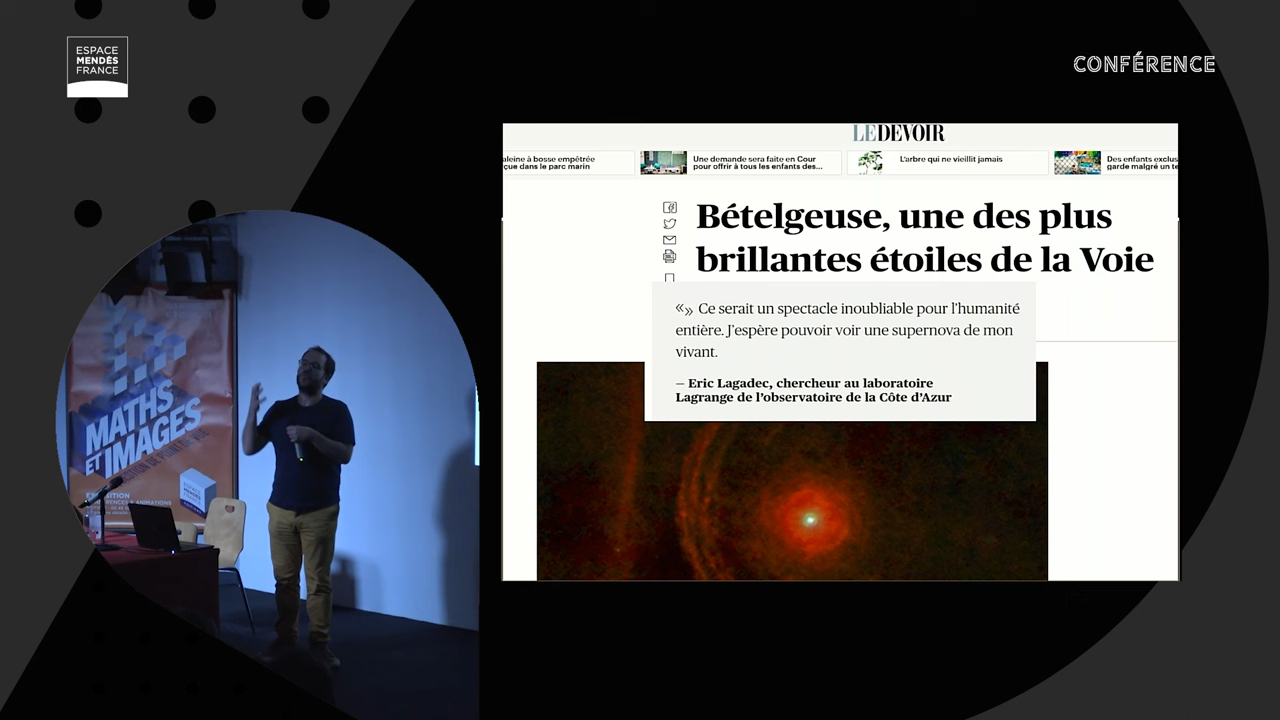 ESPACE
MENDÈS
FRANCE
CONFÉRENCE
LE DEVOIR
aleine à bosse empêtrée
çue dans le parc marin
Une demande sera faite en Cour
pour offrir à tous les enfants des...
L'arbre qui ne vieillit jamais
Des enfants exclus
garde malgré un te
Bételgeuse, une des plus
brillantes étoiles de la Voie
«» Ce serait un spectacle inoubliable pour l'humanité
entière. J'espère pouvoir voir une supernova de mon
vivant.
— Eric Lagadec, chercheur au laboratoire
Lagrange de l'observatoire de la Côte d'Azur
MATHS
ET IMAGES
EXPOSITION